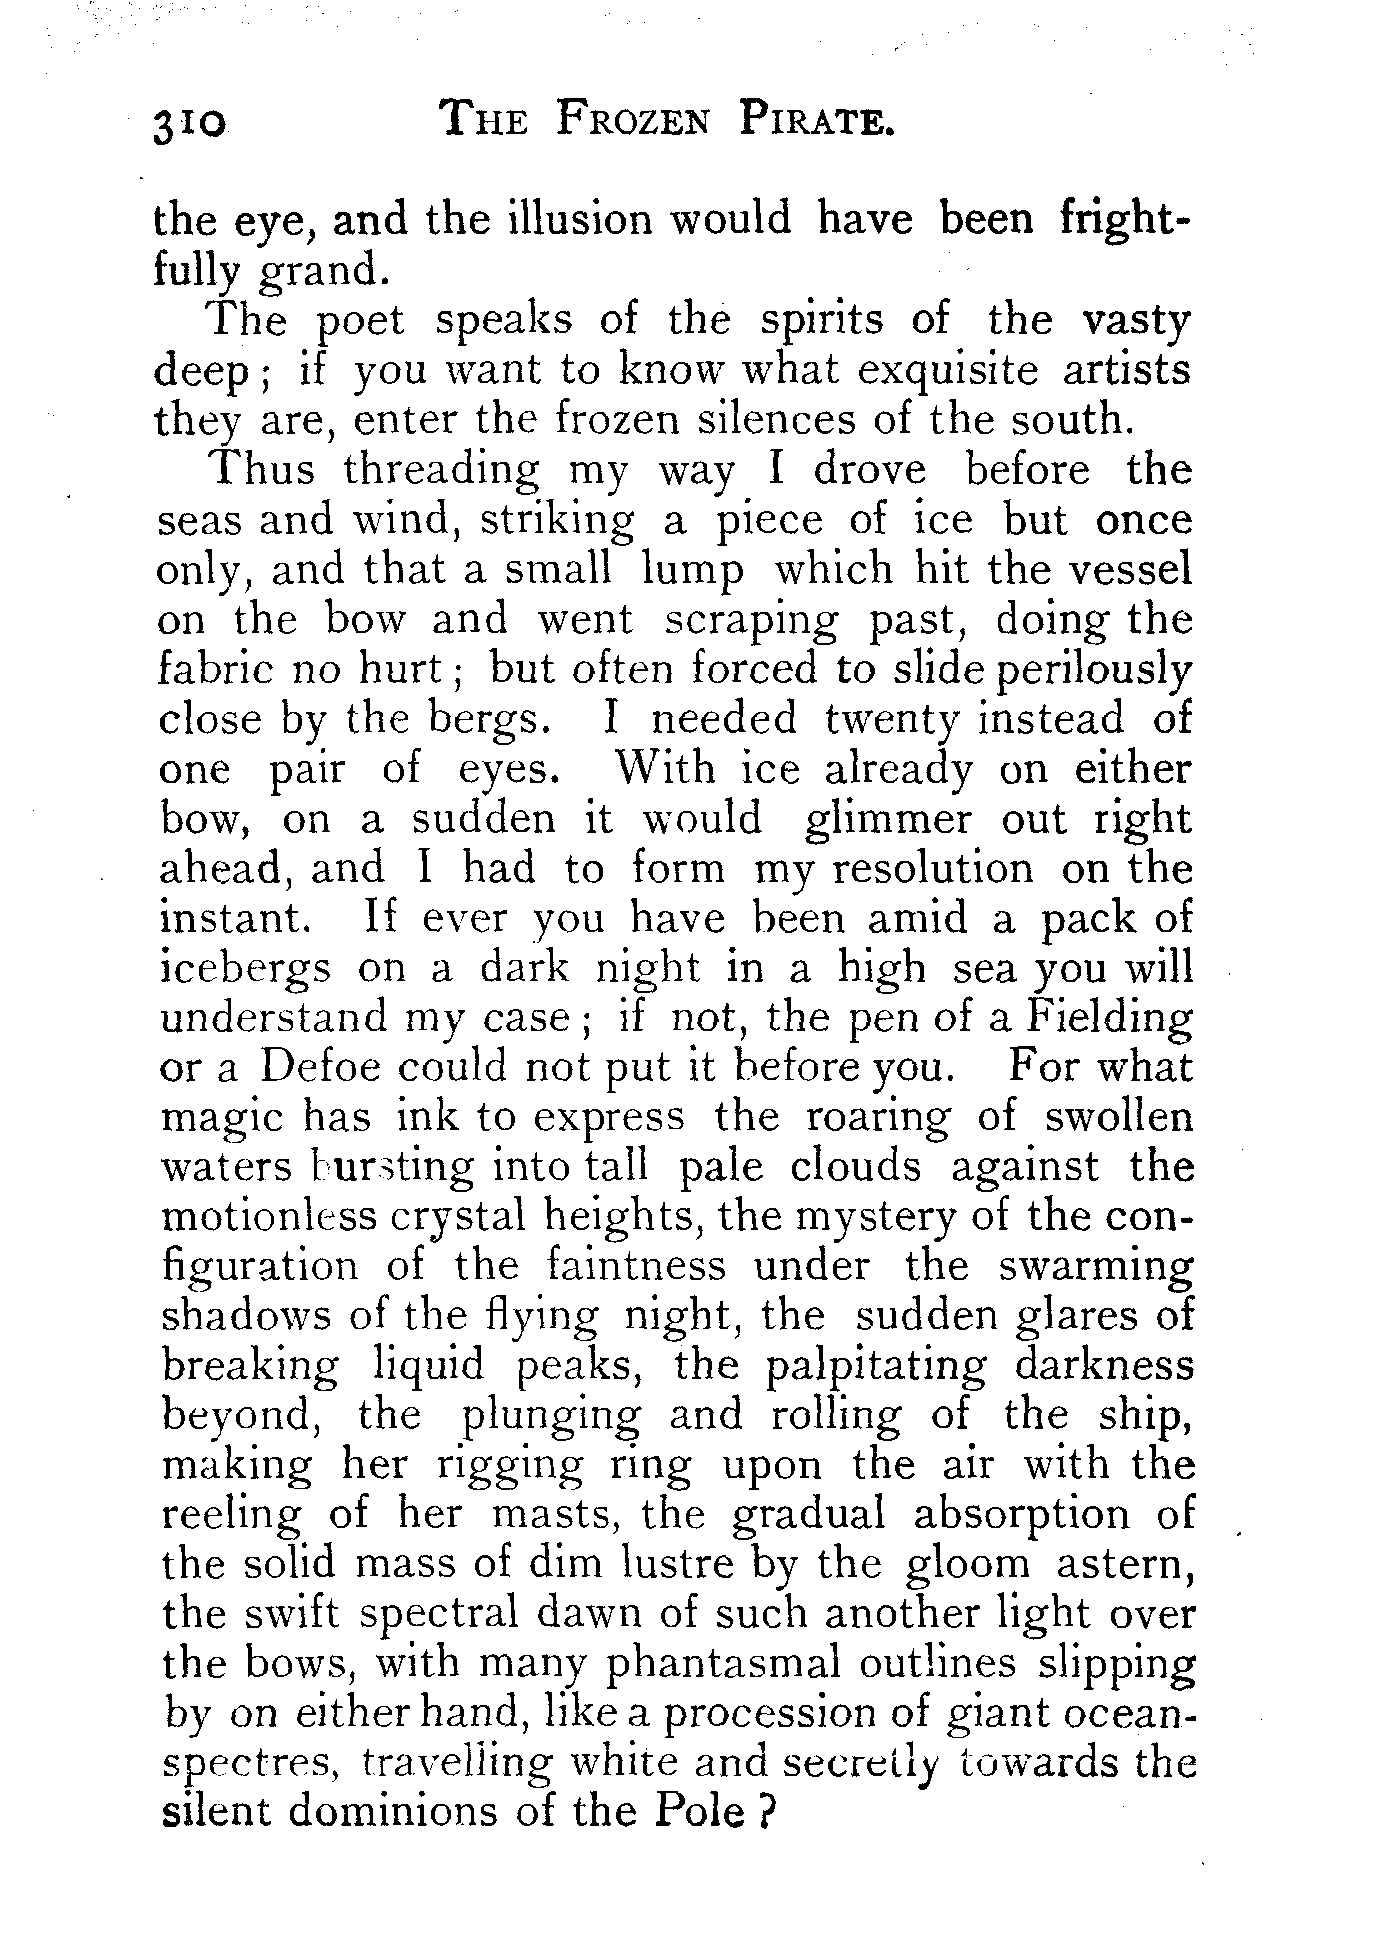 310 THE FROZEN PIRATE.
the eye, and the illusion would have been fright-
fully grand.
The poet speaks of the spirits of the vasty
deep ; if you want to know what exquisite artists
they are, enter the frozen silences of the south.
Thus threading my way I drove before the
seas and wind, striking a piece of ice but once
only, and that a small lump which hit the vessel
on the bow and went scraping past, doing the
fabric no hurt ; but often forced to slide perilously
close by the bergs. I needed twenty instead of
one pair of eyes. With ice already on either
bow, on a sudden it would glimmer out right
ahead, and I had to form my resolution on the
instant. If ever you have been amid a pack of
icebergs on a dark night in a high sea you will
understand my case ; if not, the pen of a Fielding
or a Defoe could not put it before you. For what
magic has ink to express the roaring of swollen
waters bursting into tall pale clouds against the
motionless crystal heights, the mystery of the con-
figuration of the faintness under the swarming
shadows of the flying night, the sudden glares of
breaking liquid peaks, the palpitating darkness
beyond, the plunging and rolling of the ship,
making her rigging ring upon the air with the
reeling of her masts, the gradual absorption of
the solid mass of dim lustre by the gloom astern,
the swift spectral dawn of such another light over
the bows, with many phantasmal outlines slipping
by on either hand, like a procession of giant ocean-
spectres, travelling white and secretly towards the
silent dominions of the Pole ?